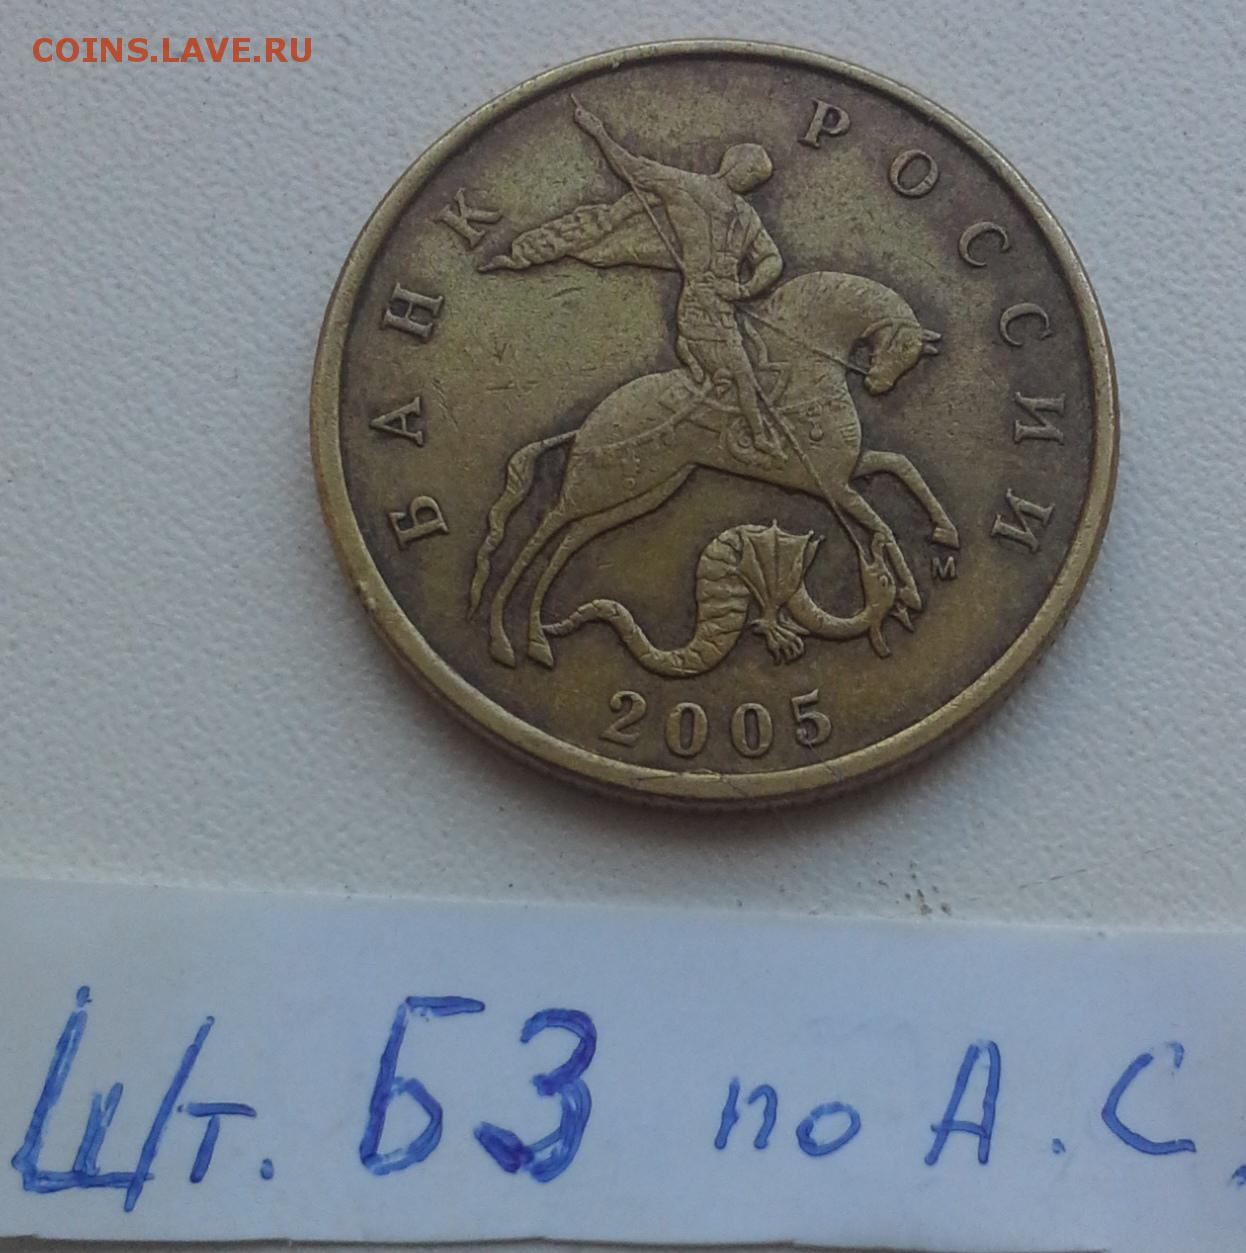 COINS.LAVE.RU
БАНК РОССИИ
М
2005
Шт. Б3 по А.С.